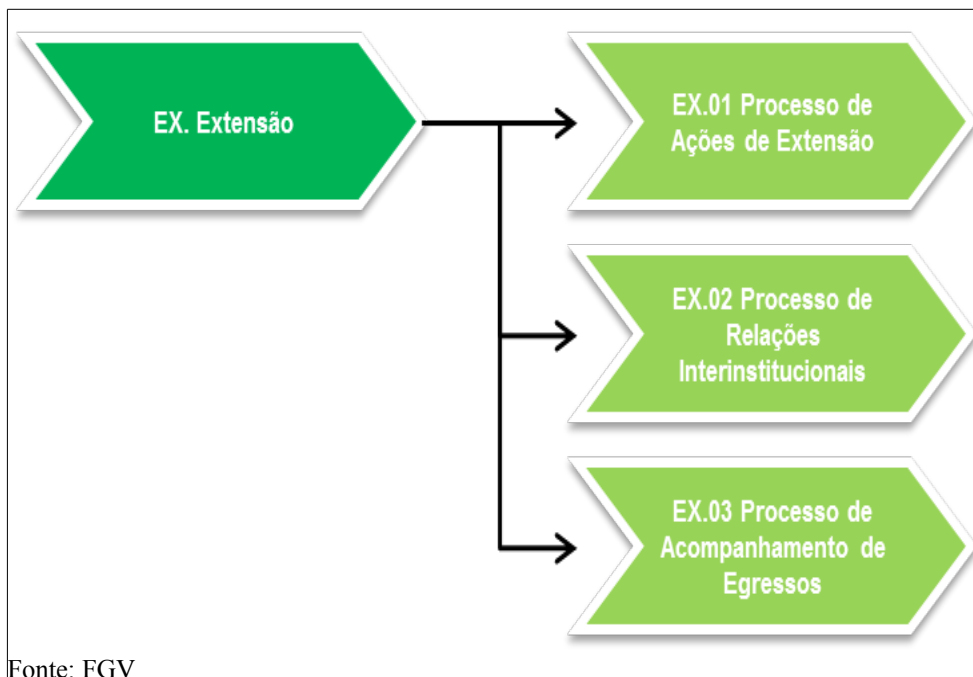 EX. Extensão
EX.01 Processo de
Ações de Extensão
EX.02 Processo de
Relações
Interinstitucionais
EX.03 Processo de
Acompanhamento de
Egressos
Fonte: FGV